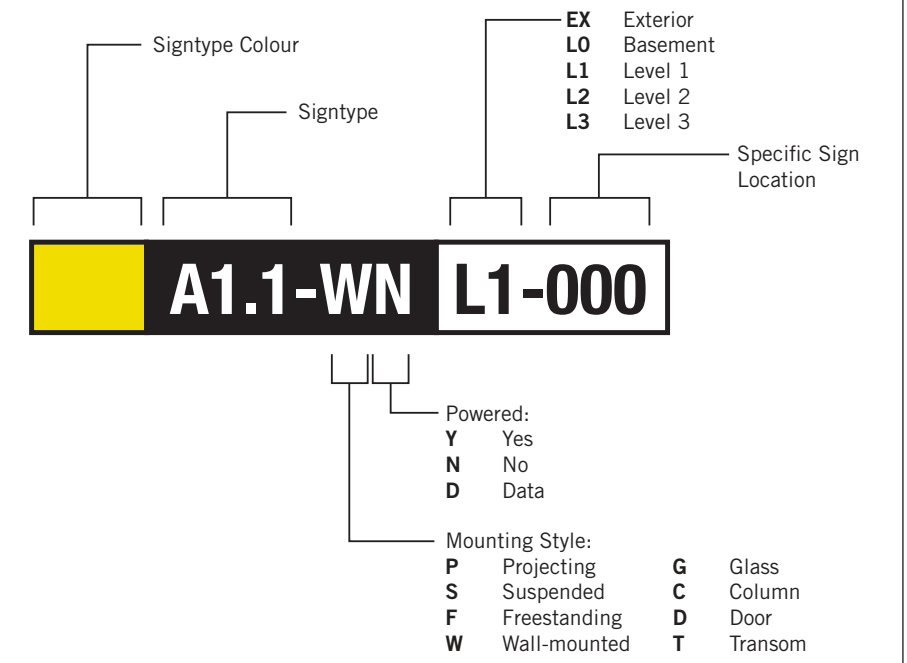 EX Exterior
Signtype Colour
L0 Basement
L1 Level 1
L2 Level 2
Signtype
L3 Level 3
Specific Sign
Location
A1.1-WN L1-000
Powered:
Y Yes
N No
D Data
Mounting Style:
P Projecting G Glass
S Suspended C Column
F Freestanding D Door
W Wall-mounted T Transom